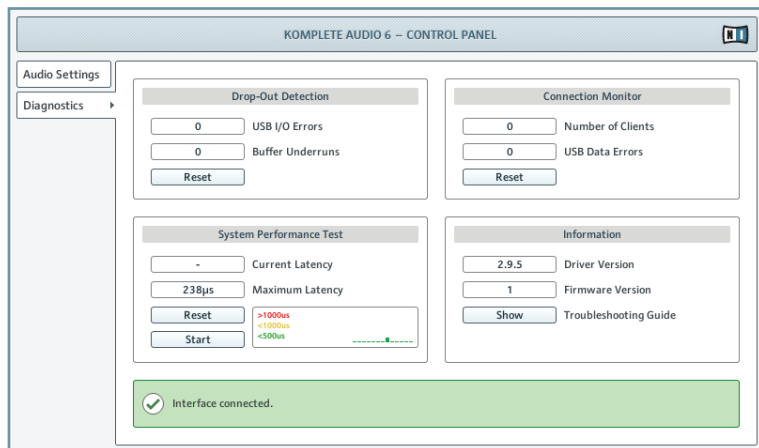 KOMPLETE AUDIO 6 – CONTROL PANEL
NI
Audio Settings
Diagnostics
Drop-Out Detection
0 USB I/O Errors
0 Buffer Underruns
Reset
Connection Monitor
0 Number of Clients
0 USB Data Errors
Reset
System Performance Test
- Current Latency
238µs Maximum Latency
Reset
Start
>1000us
<1000us
<500us
Information
2.9.5 Driver Version
1 Firmware Version
Show Troubleshooting Guide
Interface connected.